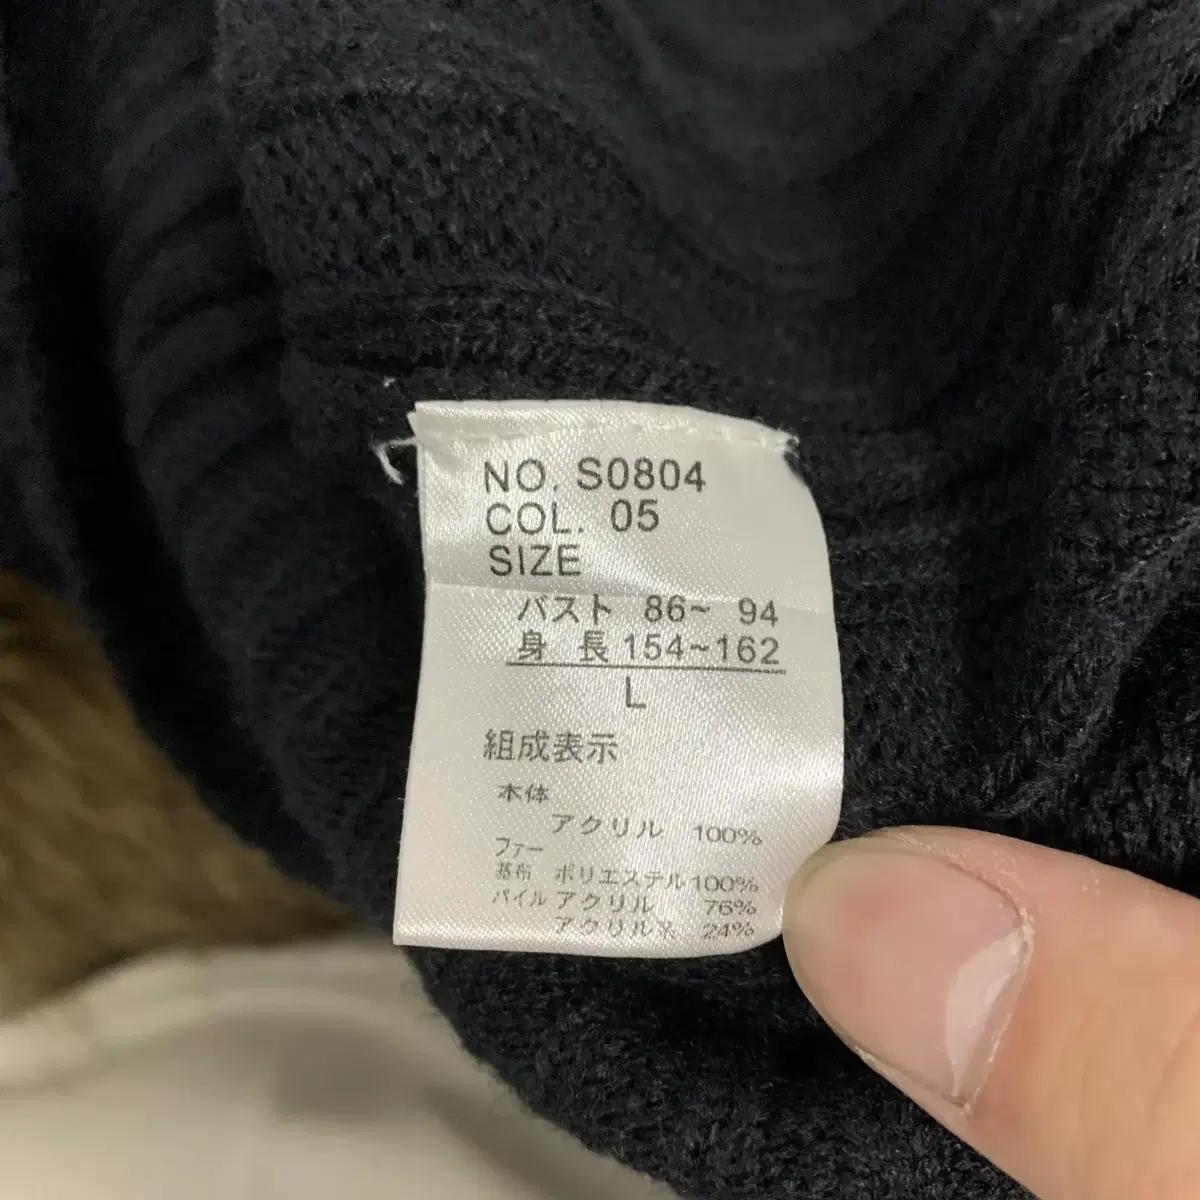 NO. S0804
COL. 05
SIZE
バスト 86~ 94
身 長 154~162
L
組成表示
本体
アクリル 100%
ファー
基布 ポリエステル100%
パイル アクリル 76%
アクリル系 24%